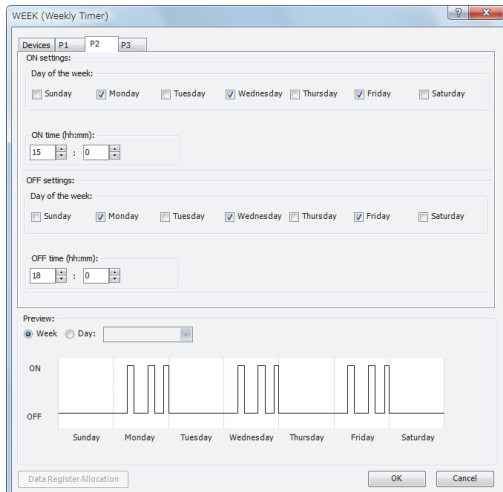 WEEK (Weekly Timer)
Devices P1 P2 P3
ON settings:
Day of the week:
Sunday Monday Tuesday Wednesday Thursday Friday Saturday
ON time (hh:mm):
15 : 0
OFF settings:
Day of the week:
Sunday Monday Tuesday Wednesday Thursday Friday Saturday
OFF time (hh:mm):
18 : 0
Preview:
Week Day:
ON
OFF
Sunday Monday Tuesday Wednesday Thursday Friday Saturday
Data Register Allocation OK Cancel